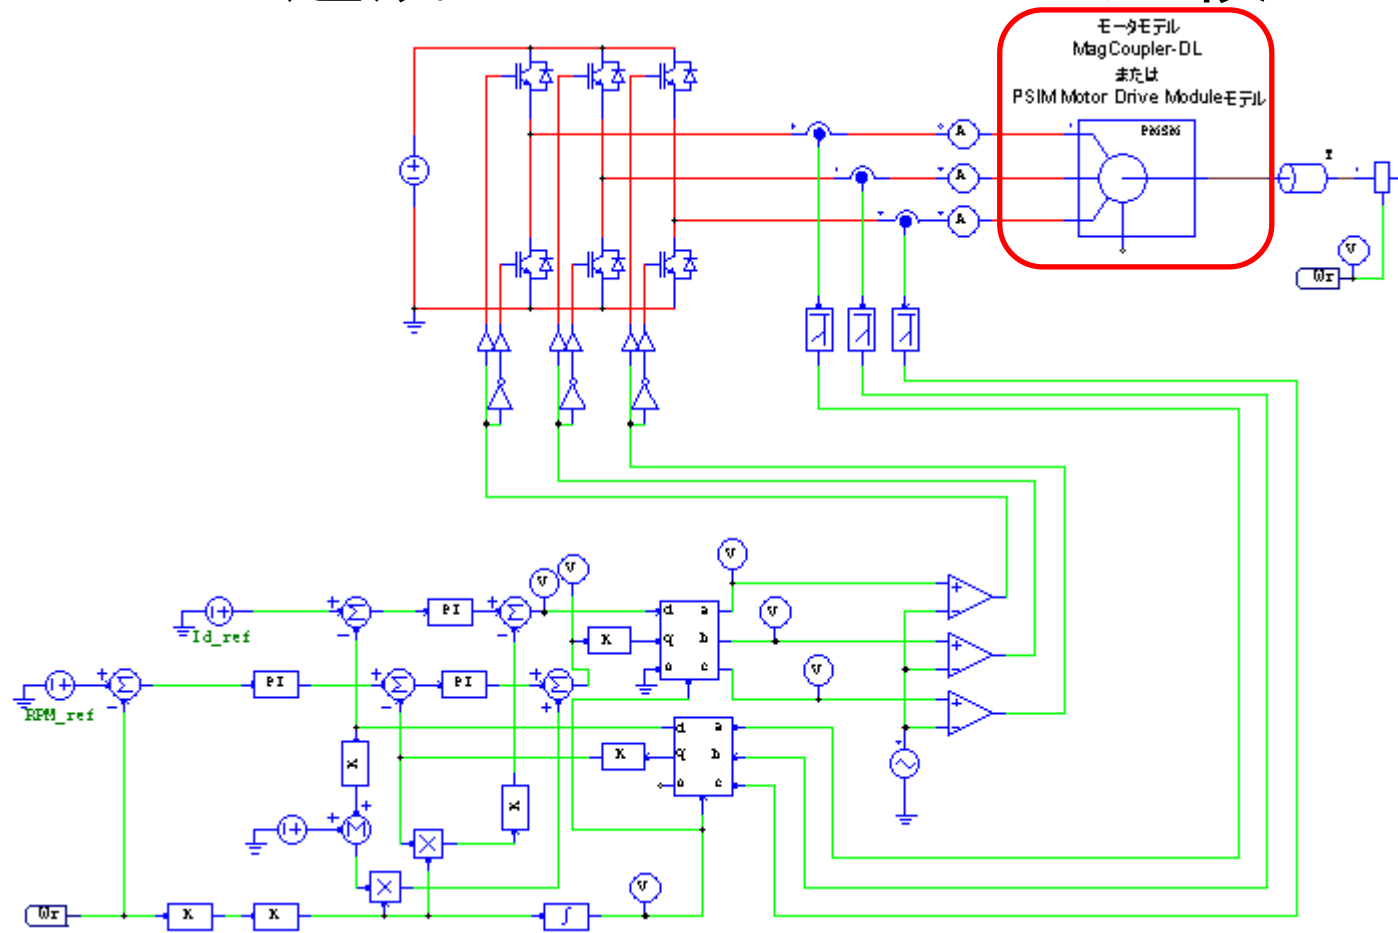 モータモデル
MagCoupler-DL
または
PSIM Motor Drive Moduleモデル
PMSM
A
A
A
T
V
Wr
V
V
V
V
V
Id_ref
PI
K
d
q
o
a
b
c
RPM_ref
PI
PI
K
d
q
o
a
b
c
K
K
V
Wr
K
K
∫